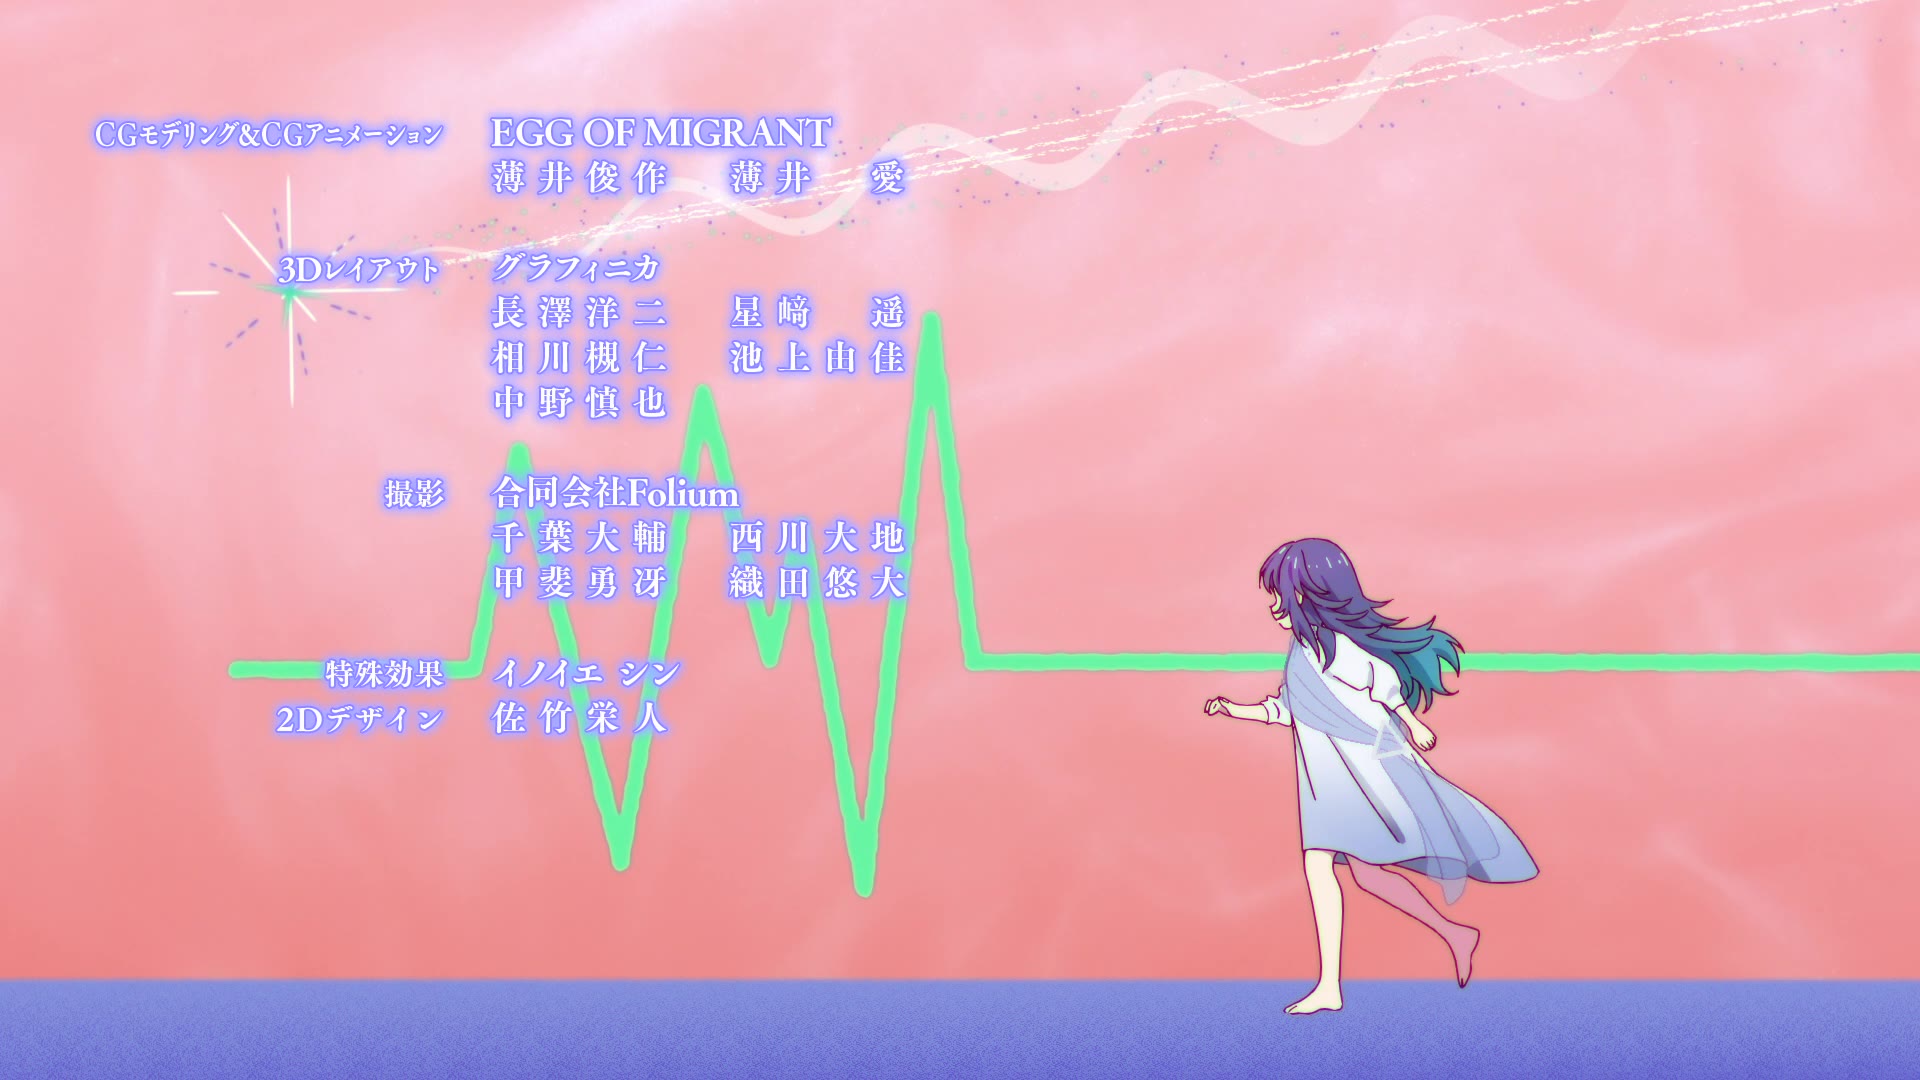 CGモデリング&CGアニメーション EGG OF MIGRANT
薄井俊作 薄井 愛
3Dレイアウト グラフィニカ
長澤洋二 星﨑 遥
相川槻仁 池上由佳
中野慎也
撮影 合同会社Folium
千葉大輔 西川大地
甲斐勇冴 織田悠大
特殊効果 イノイエ シン
2Dデザイン 佐竹栄人